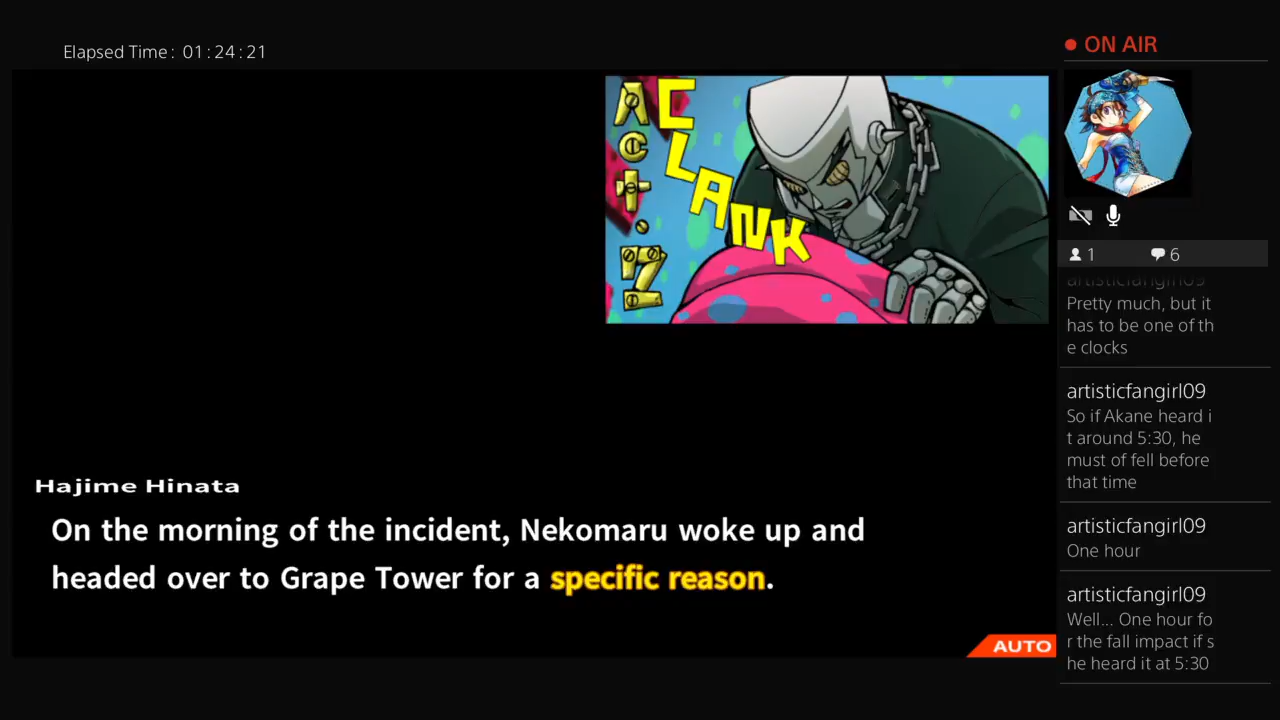 Elapsed Time: 01:24:21
ON AIR
Act.7
CLANK
1
6
artisticfangirl09
Pretty much, but it
has to be one of th
e clocks
artisticfangirl09
So if Akane heard i
t around 5:30, he
must of fell before
that time
artisticfangirl09
One hour
artisticfangirl09
Well... One hour fo
r the fall impact if s
he heard it at 5:30
Hajime Hinata
On the morning of the incident, Nekomaru woke up and
headed over to Grape Tower for a specific reason.
AUTO